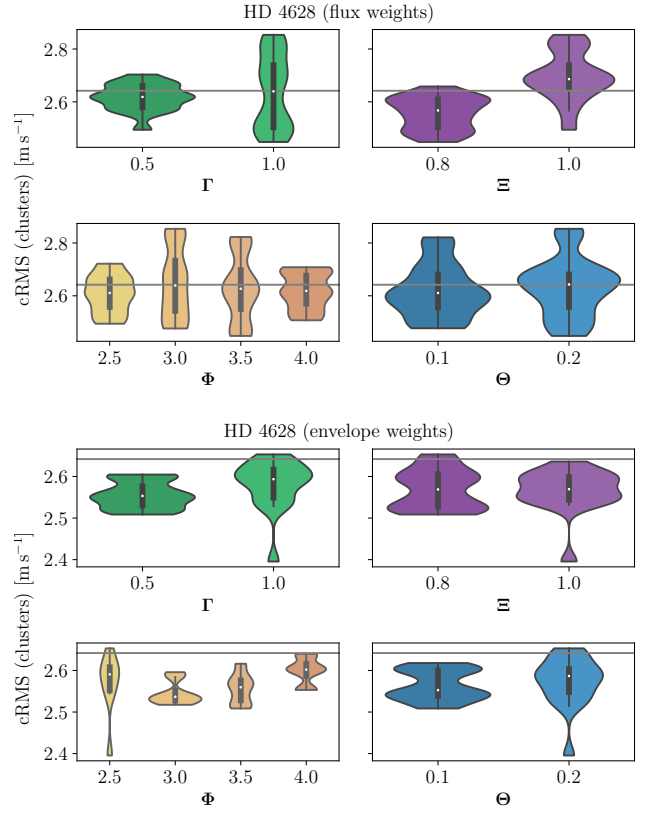 HD 4628 (flux weights)
cRMS (clusters) [m s⁻¹]
2.8
2.6
0.5 1.0
Γ
0.8 1.0
Ξ
2.8
2.6
2.5 3.0 3.5 4.0
Φ
0.1 0.2
Θ
HD 4628 (envelope weights)
cRMS (clusters) [m s⁻¹]
2.6
2.5
2.4
0.5 1.0
Γ
0.8 1.0
Ξ
2.6
2.5
2.4
2.5 3.0 3.5 4.0
Φ
0.1 0.2
Θ